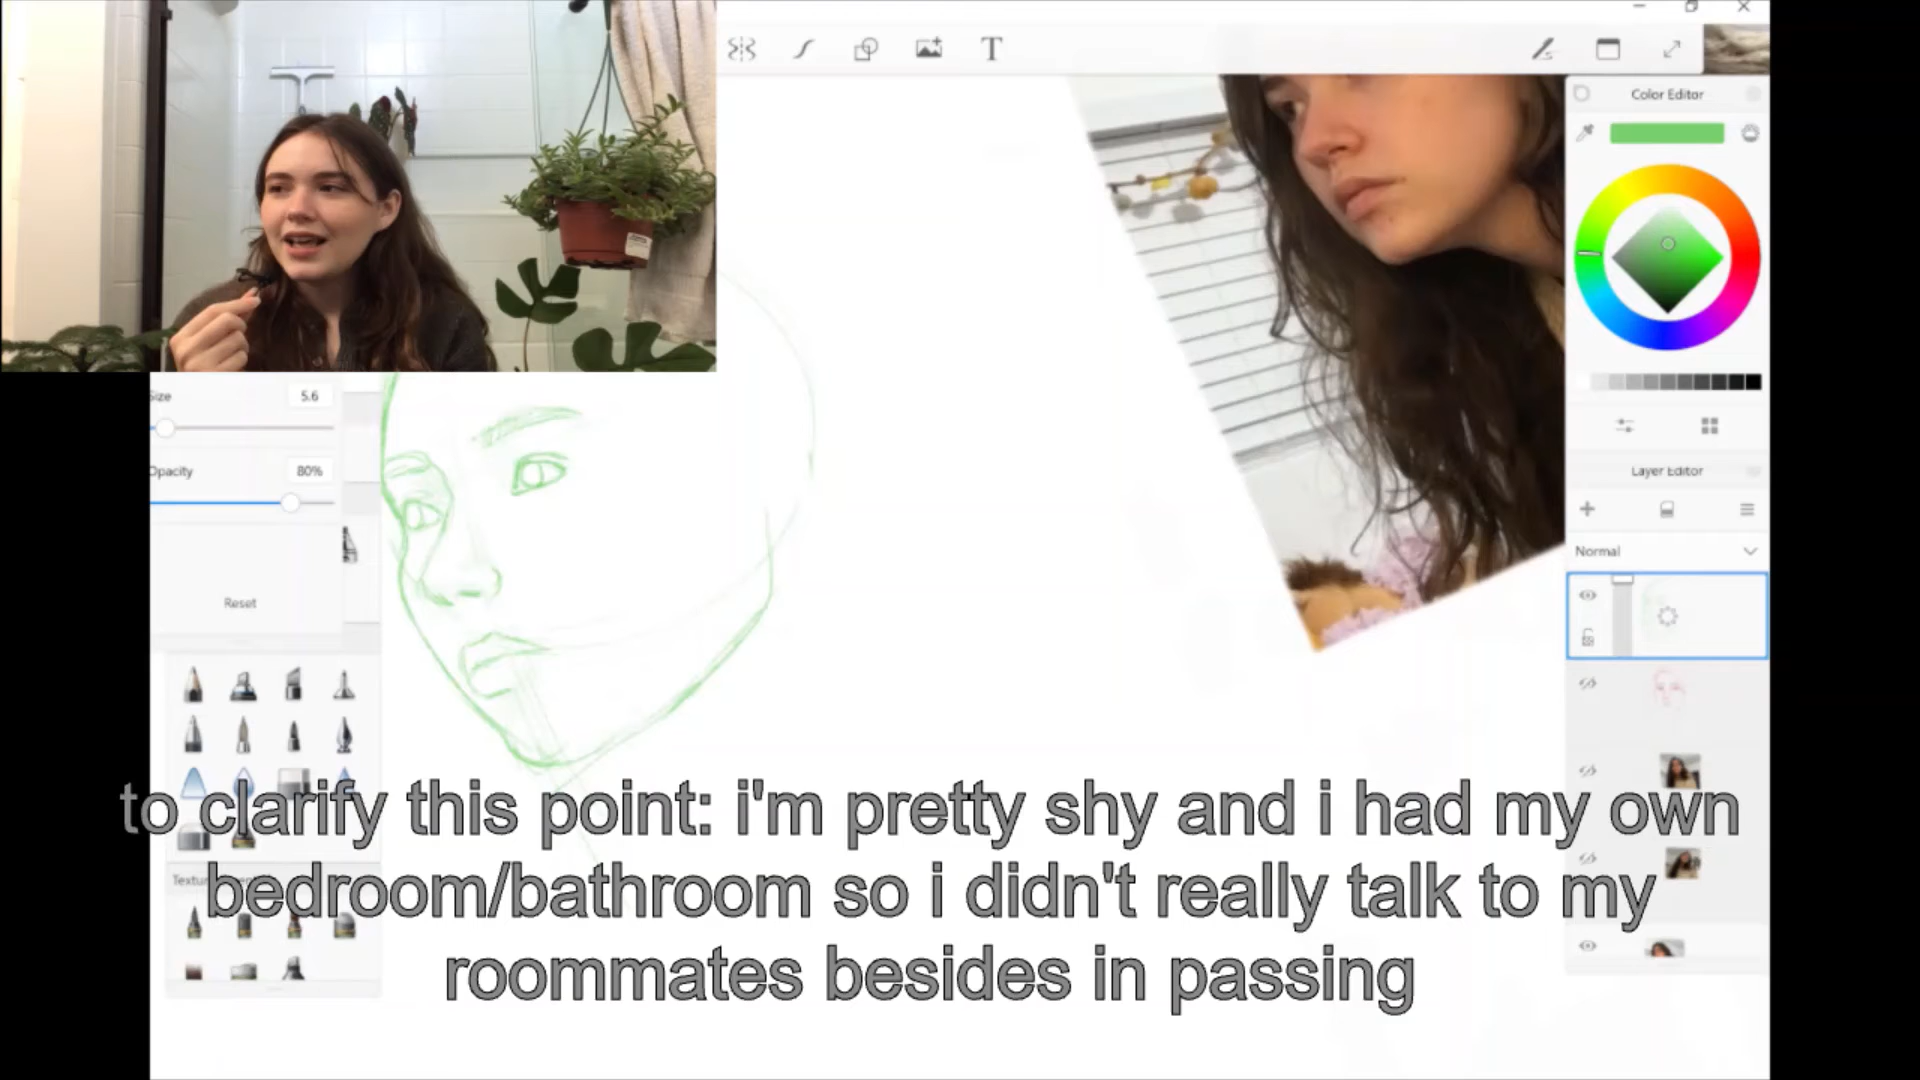 T
Color Editor
ize
5.6
Opacity
80%
Layer Editor
Normal
Reset
to clarify this point: i'm pretty shy and i had my own
bedroom/bathroom so i didn't really talk to my
roommates besides in passing